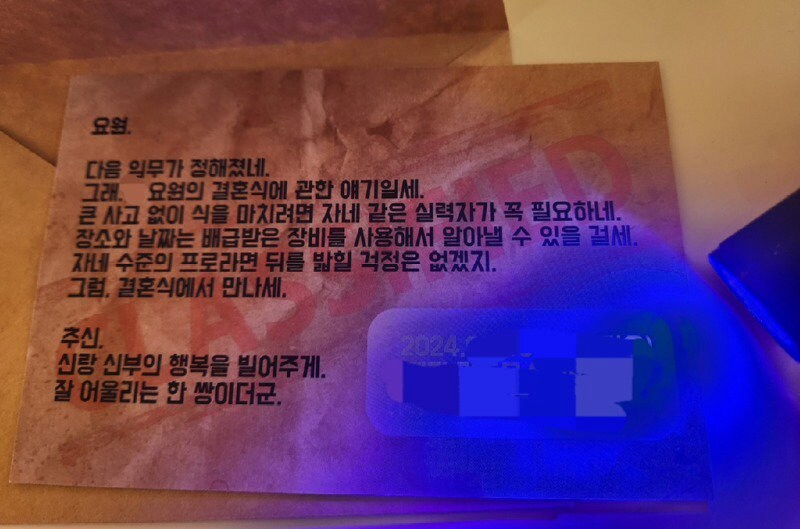 요원.
다음 임무가 정해졌네.
그래. 요원의 결혼식에 관한 얘기일세.
큰 사고 없이 식을 마치려면 자네 같은 실력자가 꼭 필요하네.
장소와 날짜는 배급받은 장비를 사용해서 알아낼 수 있을 걸세.
자네 수준의 프로라면 뒤를 밟힐 걱정은 없겠지.
그럼, 결혼식에서 만나세.
추신.
신랑 신부의 행복을 빌어주게.
잘 어울리는 한 쌍이더군.
CLASSIFIED
2024.